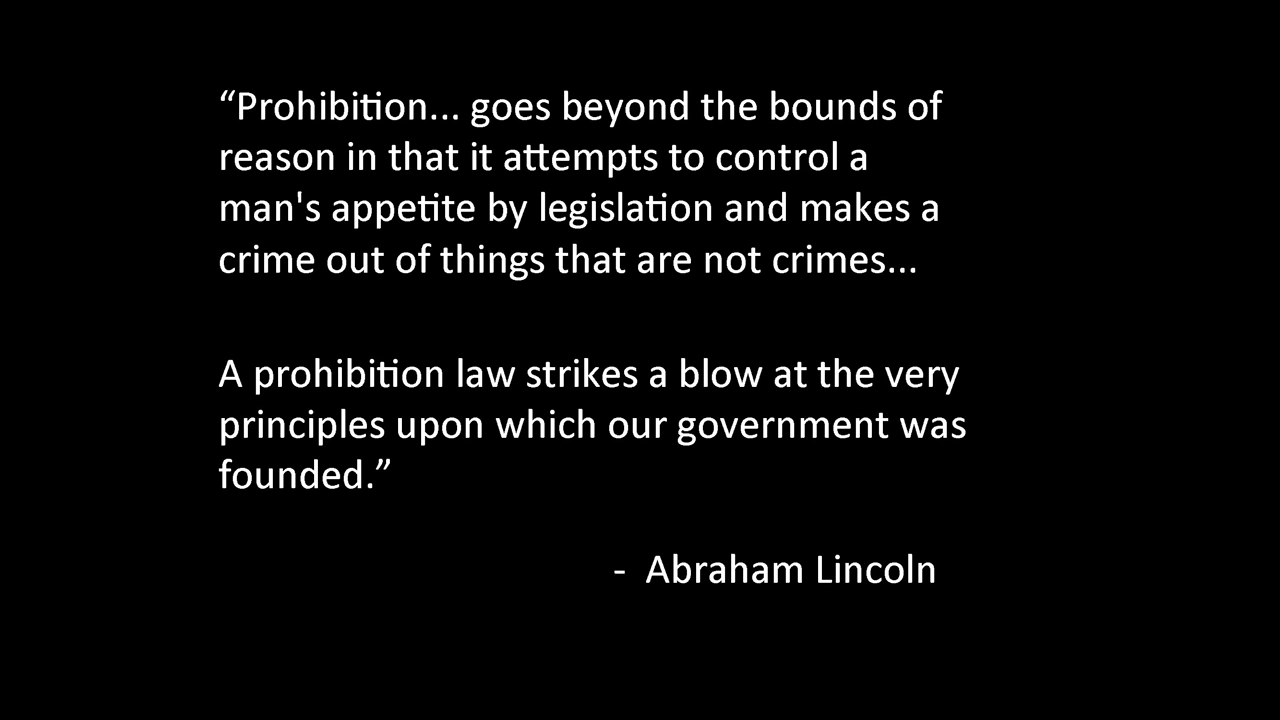 “Prohibition... goes beyond the bounds of
reason in that it attempts to control a
man's appetite by legislation and makes a
crime out of things that are not crimes...
A prohibition law strikes a blow at the very
principles upon which our government was
founded.”
- Abraham Lincoln